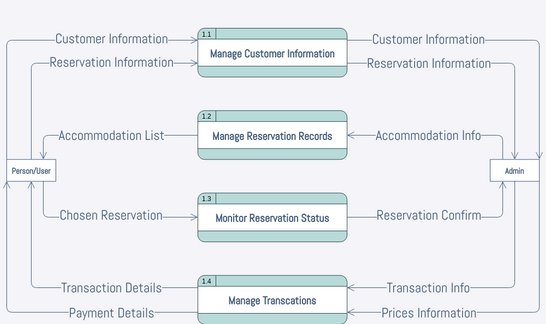 1.1
Customer Information
Customer Information
Manage Customer Information
Reservation Information
Reservation Information
1.2
Accommodation List
Manage Reservation Records
Accommodation Info
Person/User
Admin
1.3
Chosen Reservation
Monitor Reservation Status
Reservation Confirm
1.4
Transaction Details
Transaction Info
Manage Transcations
Payment Details
Prices Information